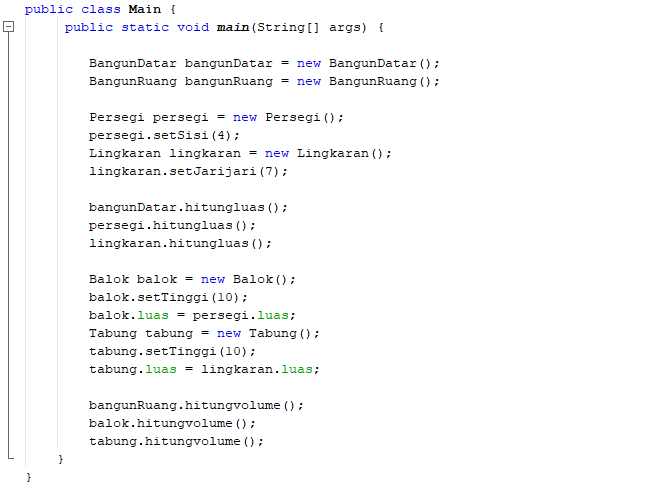 public class Main {
public static void main(String[] args) {
BangunDatar bangunDatar = new BangunDatar();
BangunRuang bangunRuang = new BangunRuang();
Persegi persegi = new Persegi();
persegi.setSisi(4);
Lingkaran lingkaran = new Lingkaran();
lingkaran.setJarijari(7);
bangunDatar.hitungluas();
persegi.hitungluas();
lingkaran.hitungluas();
Balok balok = new Balok();
balok.setTinggi(10);
balok.luas = persegi.luas;
Tabung tabung = new Tabung();
tabung.setTinggi(10);
tabung.luas = lingkaran.luas;
bangunRuang.hitungvolume();
balok.hitungvolume();
tabung.hitungvolume();
}
}